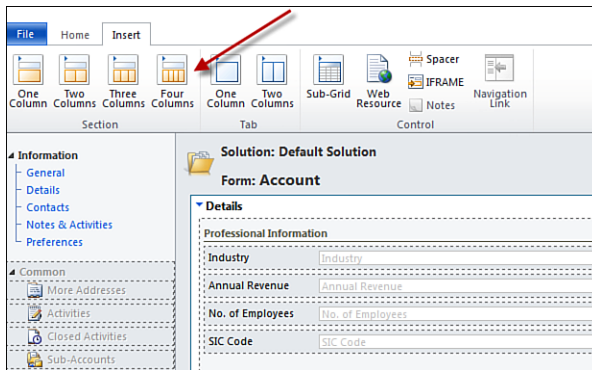 File Home Insert
One Column Two Columns Three Columns Four Columns
Section
One Column Two Columns
Tab
Sub-Grid Web Resource Spacer
IFRAME
Notes
Navigation Link
Control
Information
General
Details
Contacts
Notes & Activities
Preferences
Common
More Addresses
Activities
Closed Activities
Sub-Accounts
Solution: Default Solution
Form: Account
Details
Professional Information
Industry Industry
Annual Revenue Annual Revenue
No. of Employees No. of Employees
SIC Code SIC Code